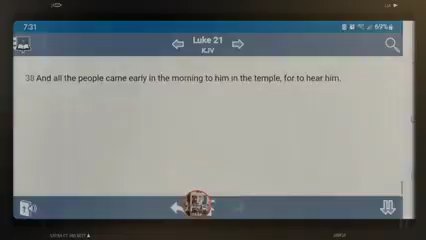 7:31
69%
Luke 21
KJV
38 And all the people came early in the morning to him in the temple, for to hear him.